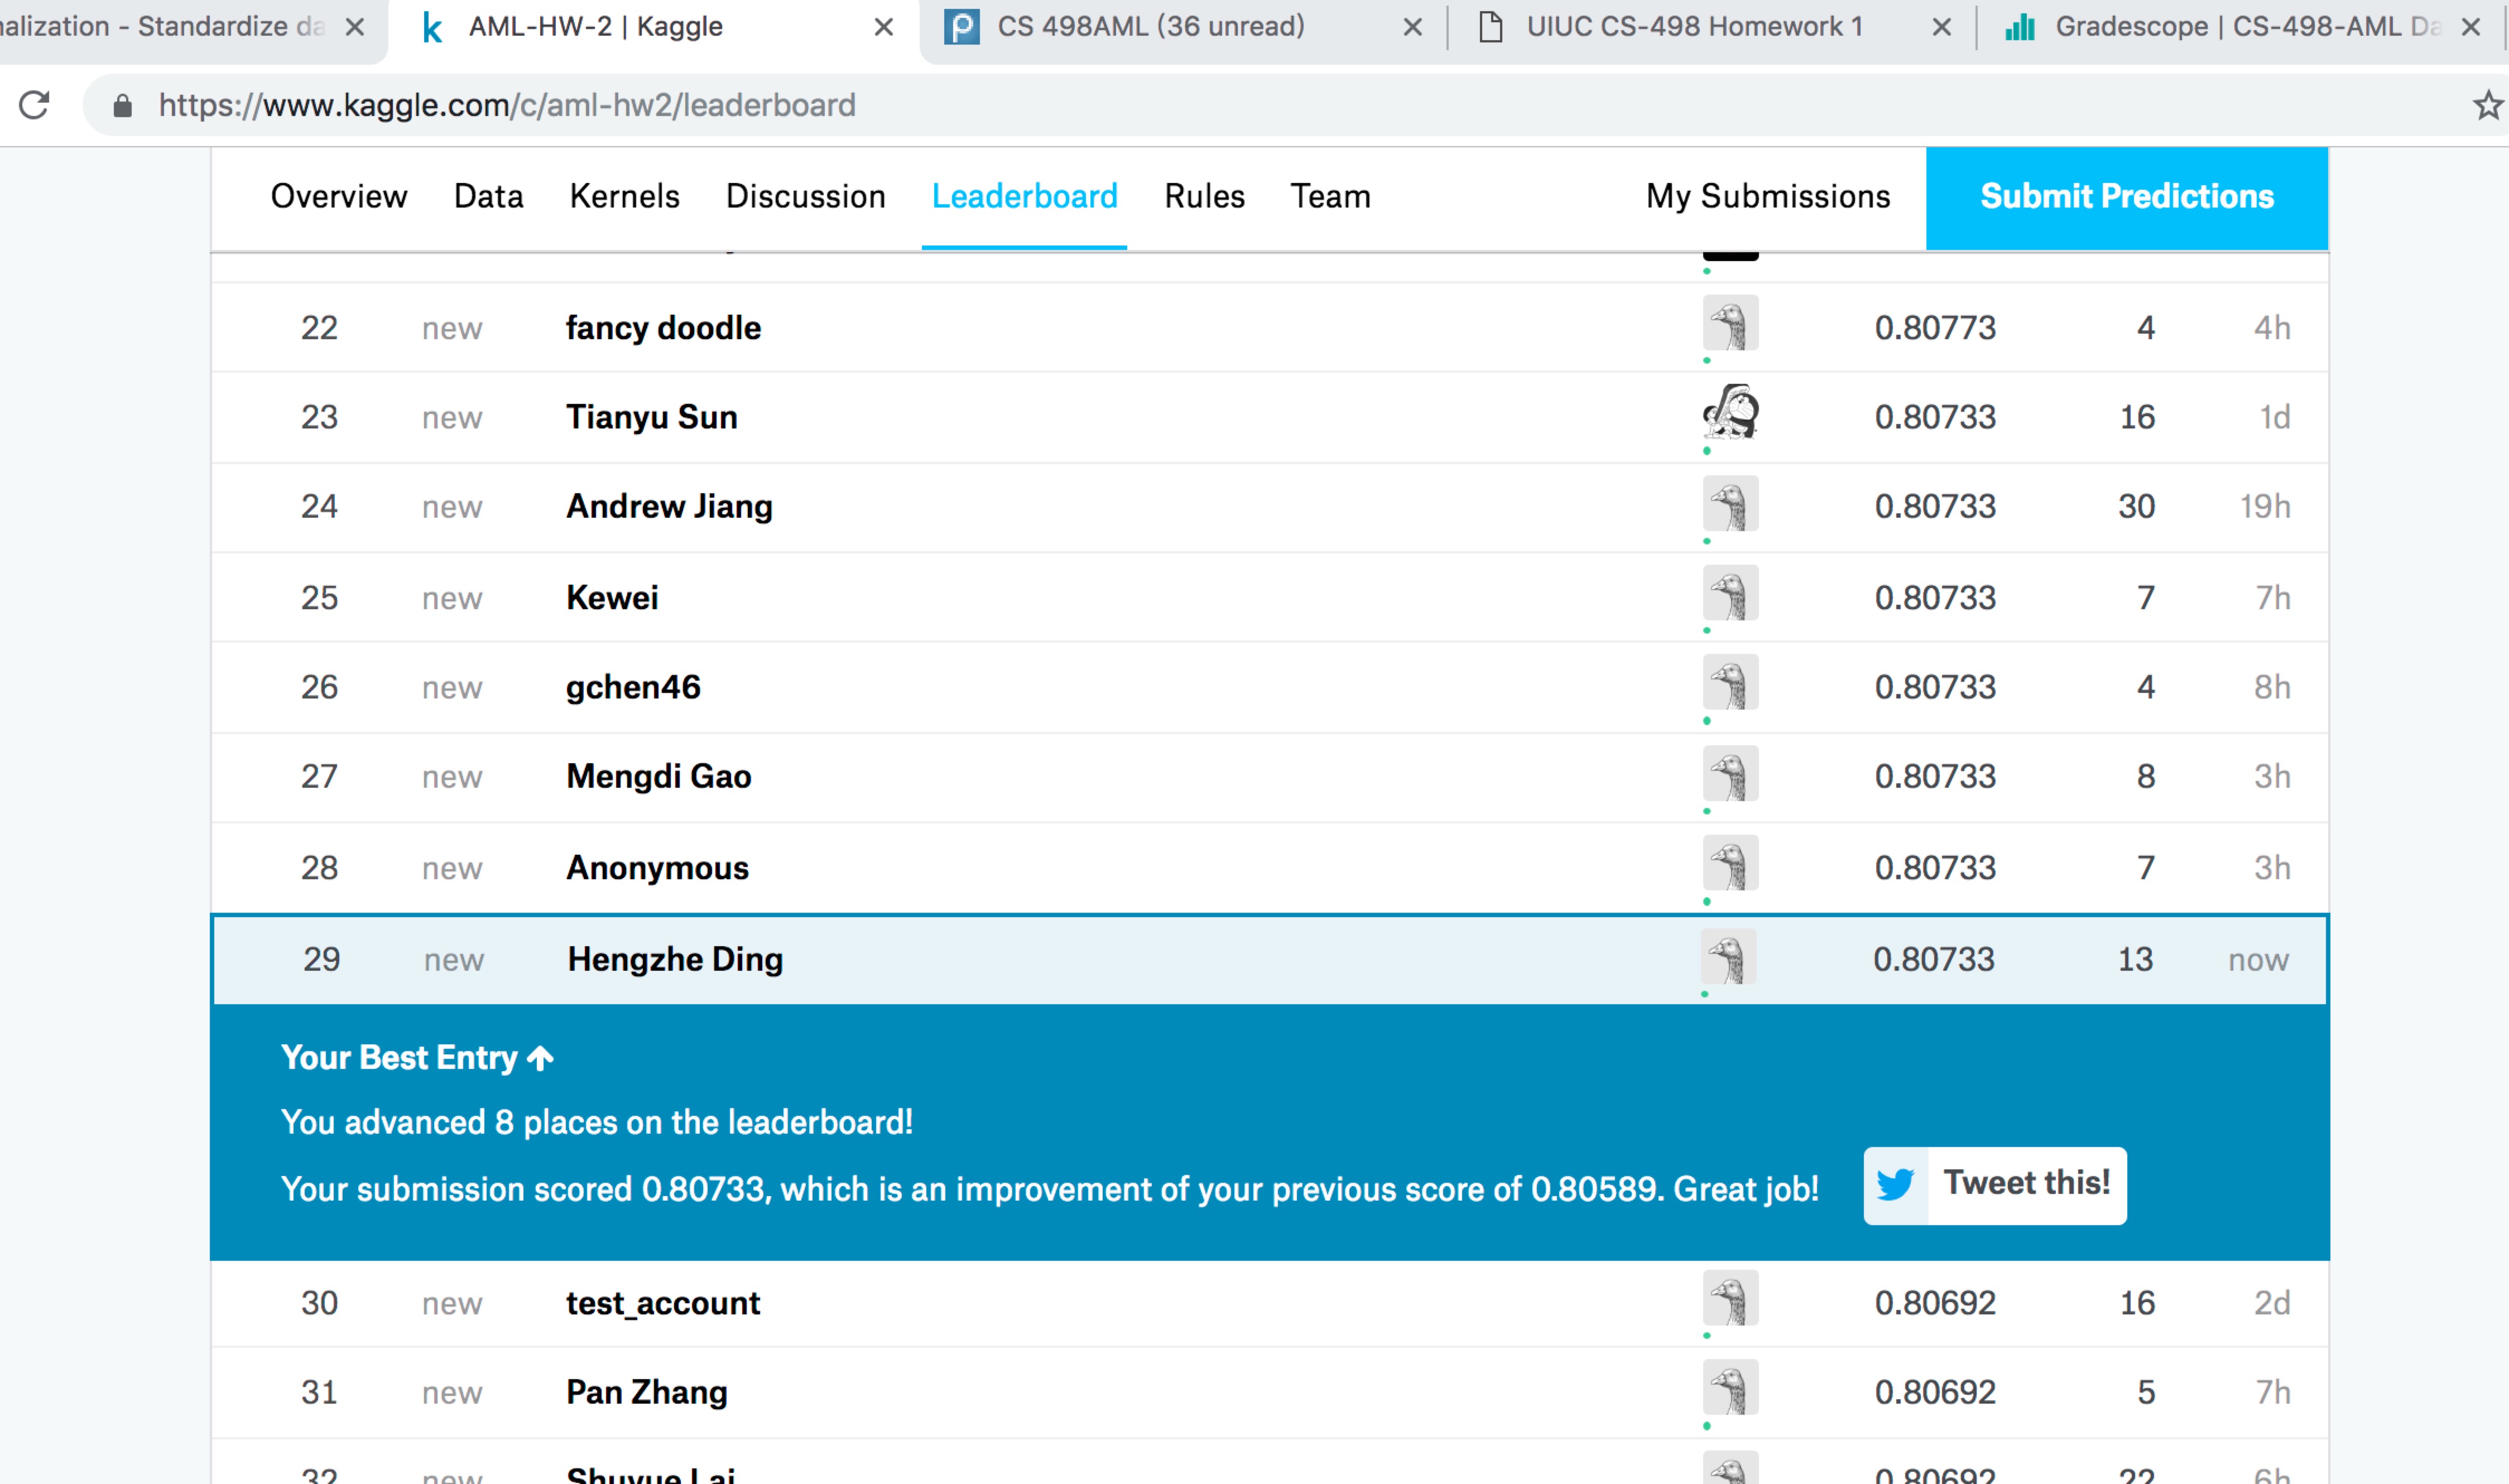 alization - Standardize da
AML-HW-2 | Kaggle
CS 498AML (36 unread)
UIUC CS-498 Homework 1
Gradescope | CS-498-AML Da
https://www.kaggle.com/c/aml-hw2/leaderboard
Overview Data Kernels Discussion Leaderboard Rules Team My Submissions Submit Predictions
22 new fancy doodle 0.80773 4 4h
23 new Tianyu Sun 0.80733 16 1d
24 new Andrew Jiang 0.80733 30 19h
25 new Kewei 0.80733 7 7h
26 new gchen46 0.80733 4 8h
27 new Mengdi Gao 0.80733 8 3h
28 new Anonymous 0.80733 7 3h
29 new Hengzhe Ding 0.80733 13 now
Your Best Entry ↑
You advanced 8 places on the leaderboard!
Your submission scored 0.80733, which is an improvement of your previous score of 0.80589. Great job!
Tweet this!
30 new test_account 0.80692 16 2d
31 new Pan Zhang 0.80692 5 7h
32 new Shuyue Lai 0.80692 22 6h